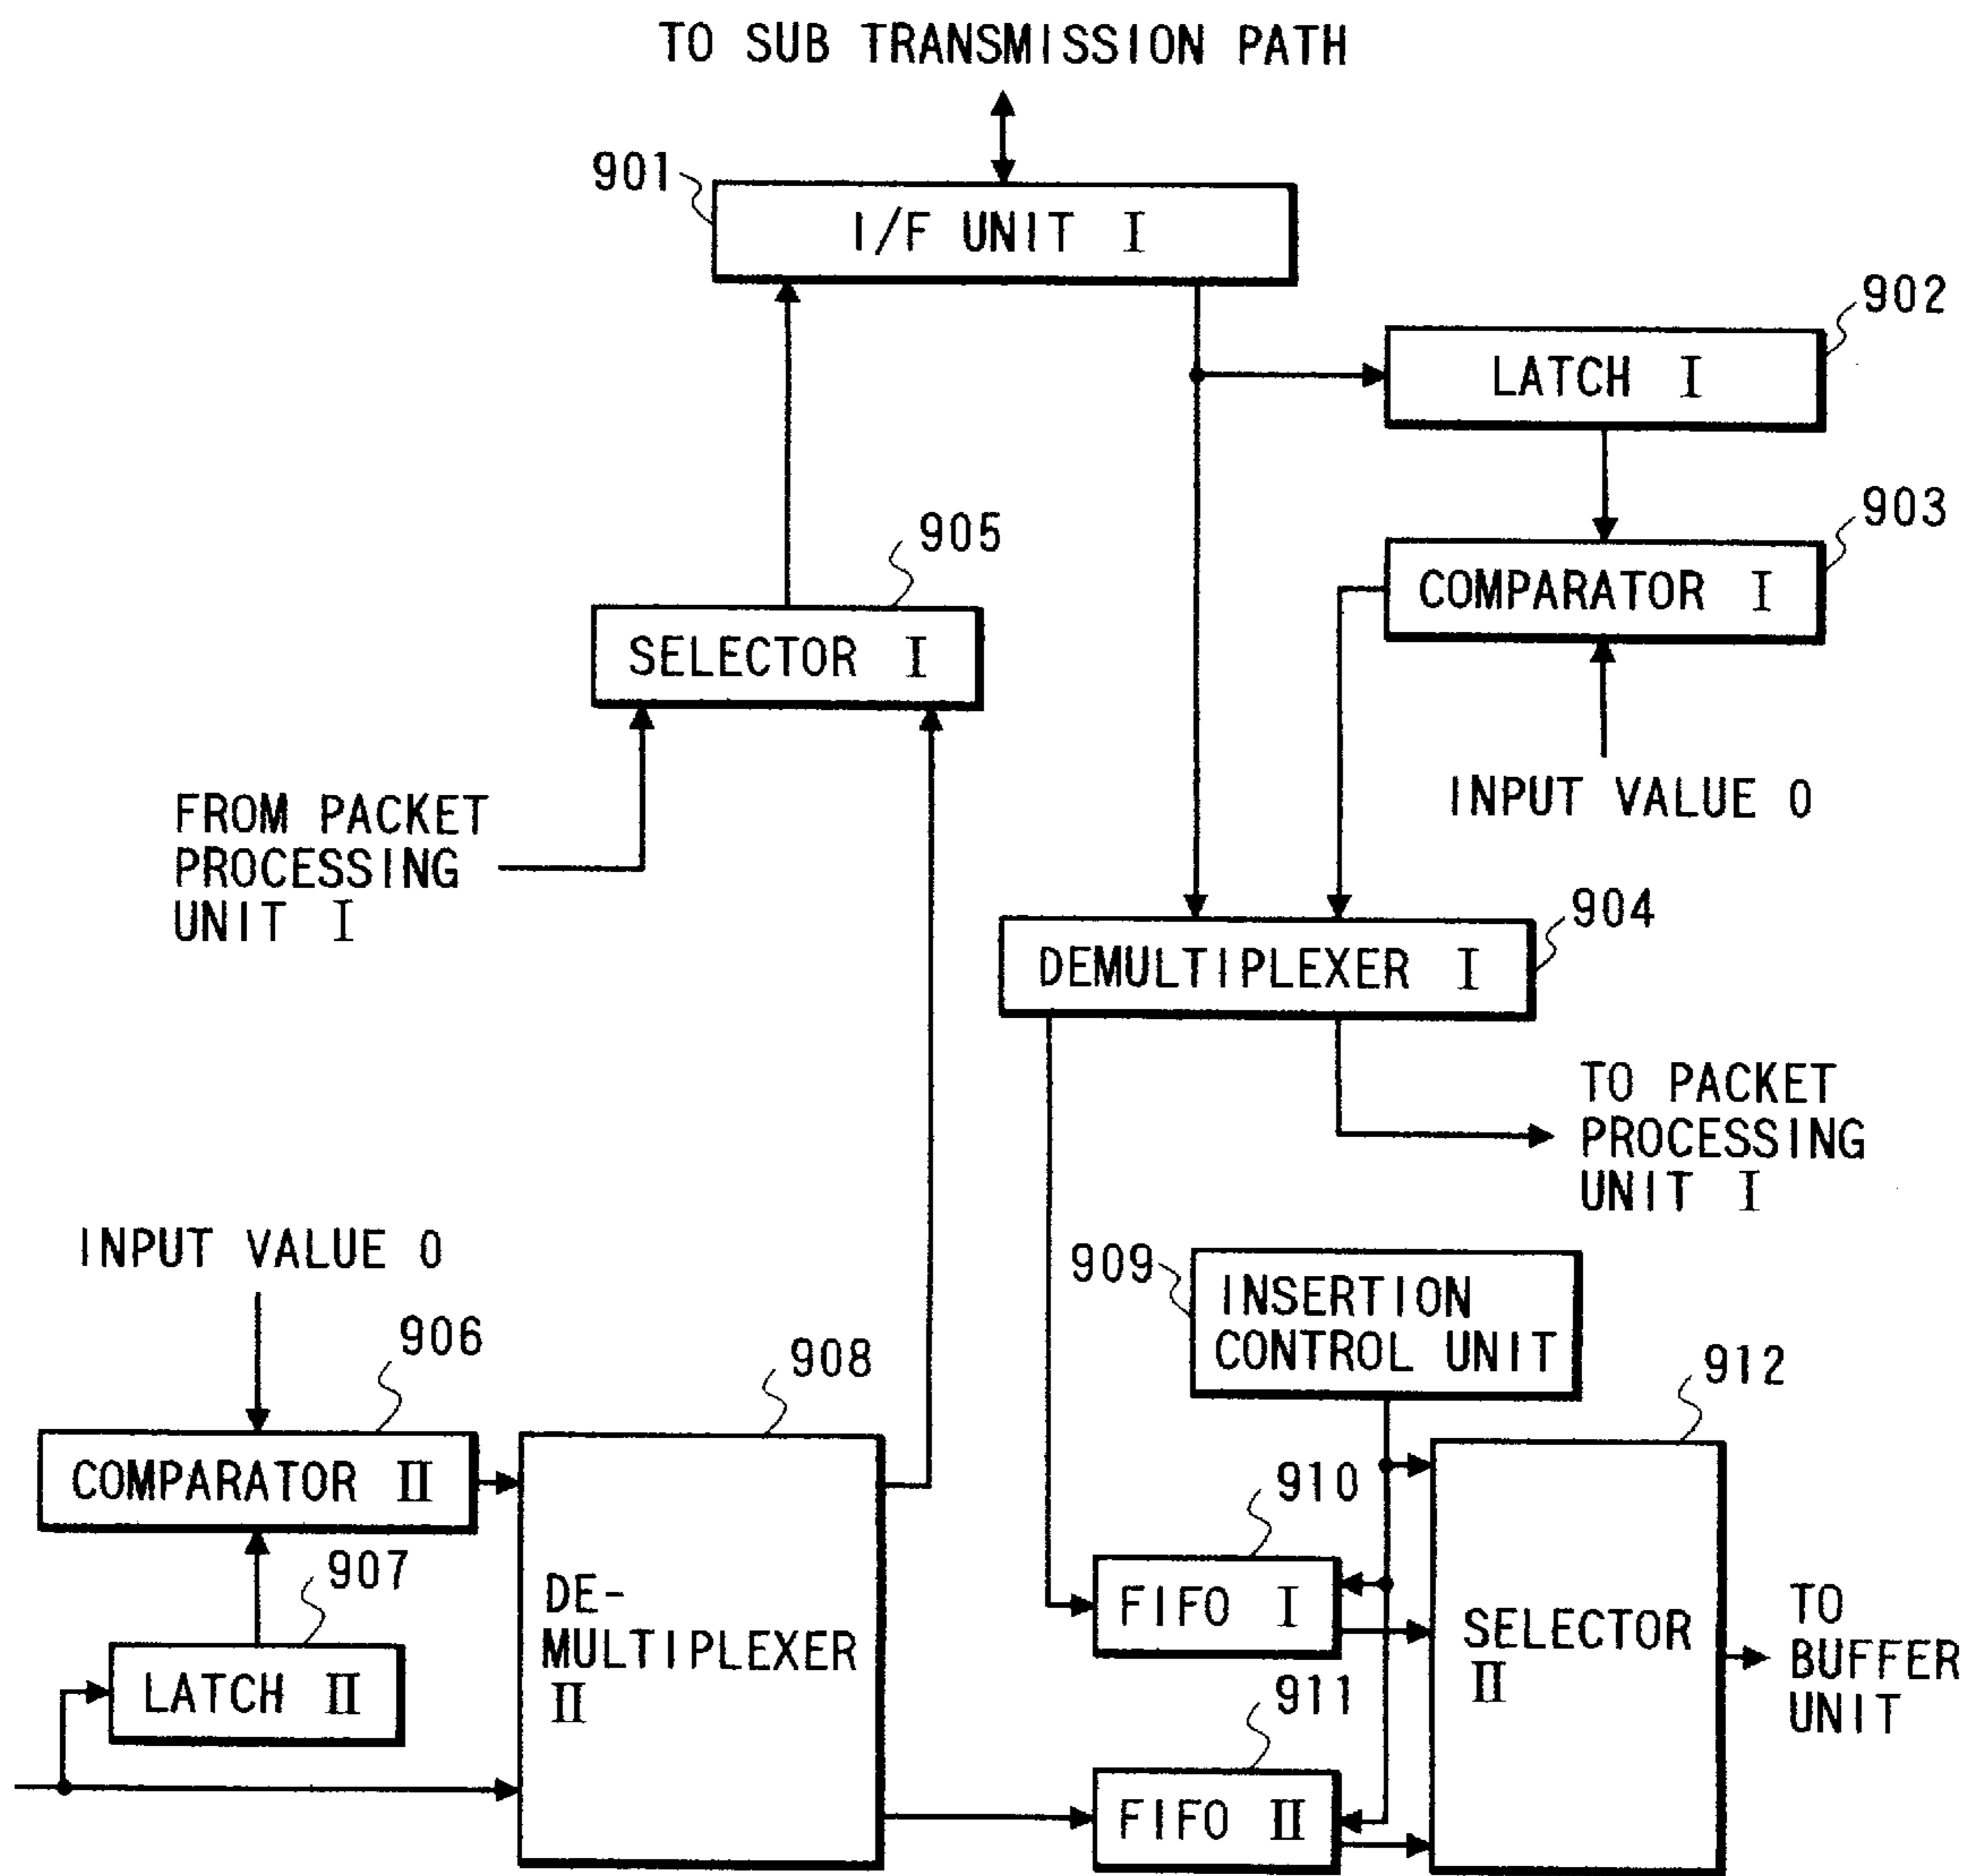 TO SUB TRANSMISSION PATH
901
I/F UNIT I
902
LATCH I
903
COMPARATOR I
INPUT VALUE 0
905
SELECTOR I
FROM PACKET
PROCESSING
UNIT I
904
DEMULTIPLEXER I
TO PACKET
PROCESSING
UNIT I
INPUT VALUE 0
906
COMPARATOR II
907
LATCH II
908
DE-
MULTIPLEXER
II
909
INSERTION
CONTROL UNIT
910
FIFO I
911
FIFO II
912
SELECTOR
II
TO
BUFFER
UNIT